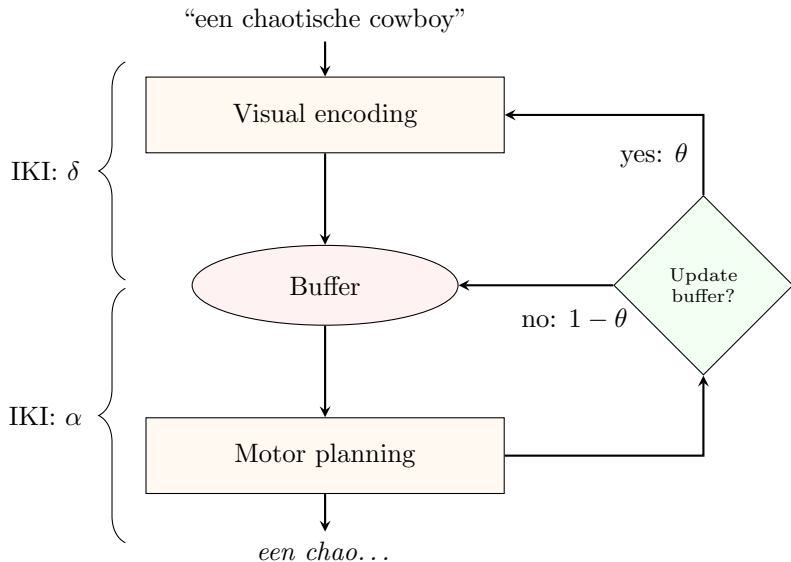 “een chaotische cowboy”
Visual encoding
yes: θ
IKI: δ
Update
buffer?
Buffer
no: 1 − θ
IKI: α
Motor planning
een chao...